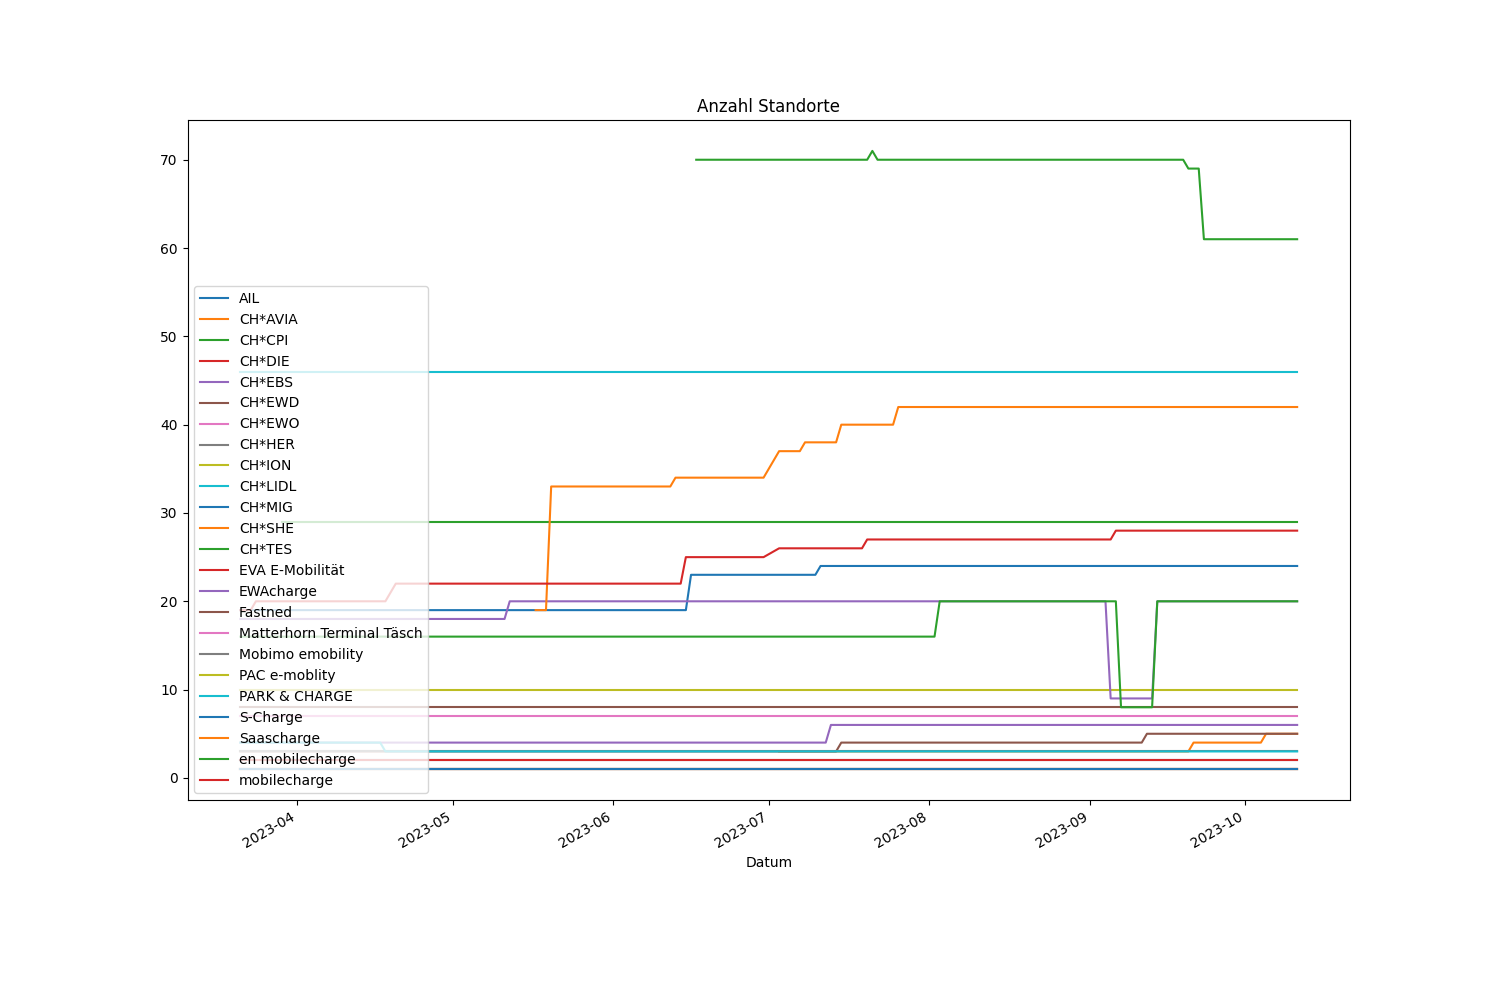 Anzahl Standorte
70
60
50
40
30
20
10
0
AIL
CH*AVIA
CH*CPI
CH*DIE
CH*EBS
CH*EWD
CH*EWO
CH*HER
CH*ION
CH*LIDL
CH*MIG
CH*SHE
CH*TES
EVA E-Mobilität
EWAcharge
Fastned
Matterhorn Terminal Täsch
Mobimo emobility
PAC e-moblity
PARK & CHARGE
S-Charge
Saascharge
en mobilecharge
mobilecharge
2023-04
2023-05
2023-06
2023-07
2023-08
2023-09
2023-10
Datum